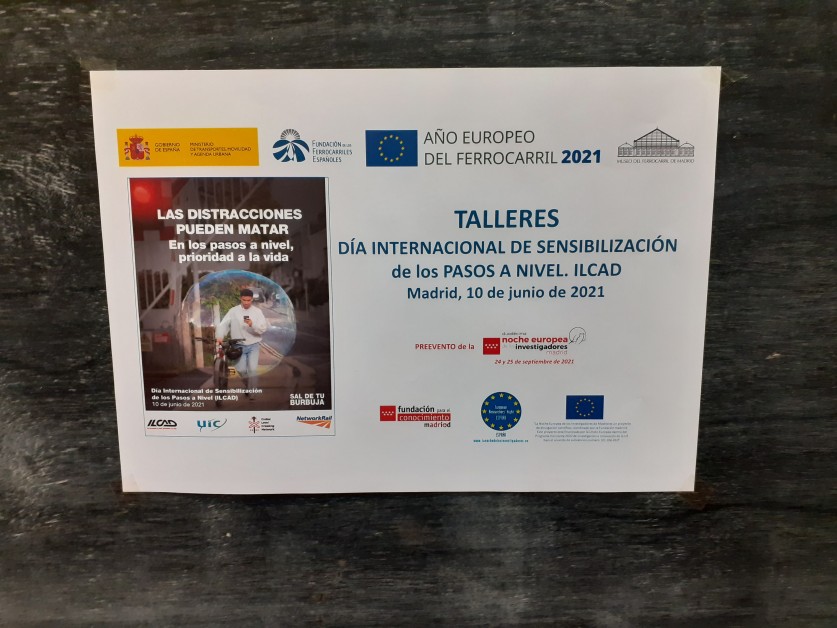 GOBIERNO
DE ESPAÑA
MINISTERIO
DE TRANSPORTES, MOVILIDAD
Y AGENDA URBANA
FUNDACIÓN DE LOS
FERROCARRILES
ESPAÑOLES
AÑO EUROPEO
DEL FERROCARRIL 2021
MUSEO DEL FERROCARRIL DE MADRID
LAS DISTRACCIONES
PUEDEN MATAR
En los pasos a nivel,
prioridad a la vida
Día Internacional de Sensibilización
de los Pasos a Nivel (ILCAD)
10 de junio de 2021
SAL DE TU
BURBUJA
ILCAD
uic
NetworkRail
TALLERES
DÍA INTERNACIONAL DE SENSIBILIZACIÓN
de los PASOS A NIVEL. ILCAD
Madrid, 10 de junio de 2021
PREEVENTO de la
noche europea
investigadores
madrid
24 y 25 de septiembre de 2021
fundación para el
conocimiento
madrid